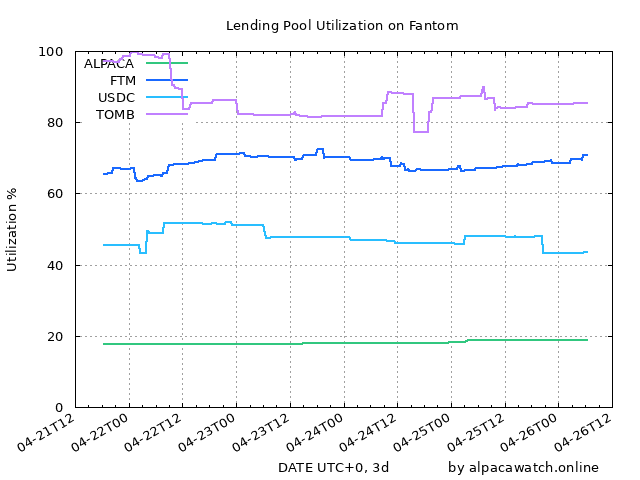 Lending Pool Utilization on Fantom
100
80
60
40
20
0
Utilization %
ALPACA
FTM
USDC
TOMB
04-21T12
04-22T00
04-22T12
04-23T00
04-23T12
04-24T00
04-24T12
04-25T00
04-25T12
04-26T00
04-26T12
DATE UTC+0, 3d
by alpacawatch.online